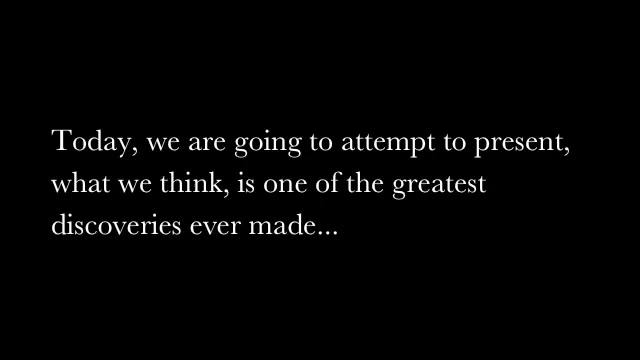 Today, we are going to attempt to present,
what we think, is one of the greatest
discoveries ever made...